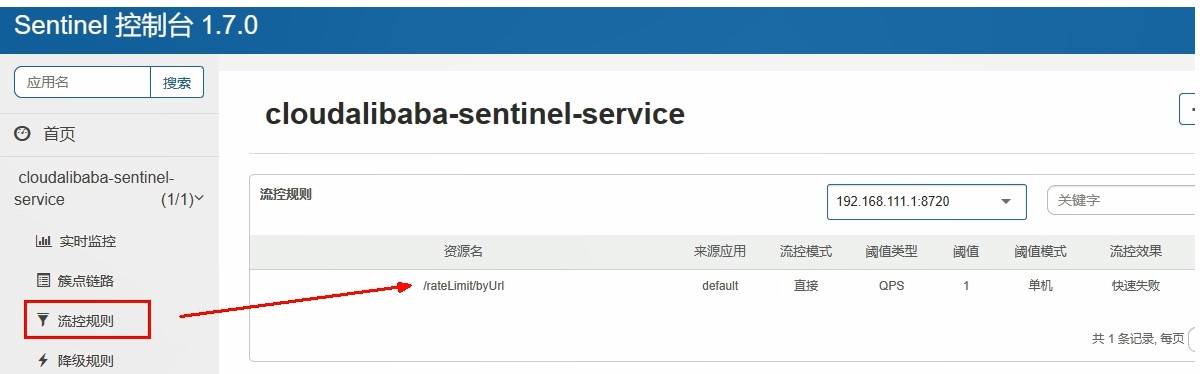 Sentinel 控制台 1.7.0
应用名 搜索
首页
cloudalibaba-sentinel-
service (1/1)
实时监控
簇点链路
流控规则
降级规则
cloudalibaba-sentinel-service
流控规则 192.168.111.1:8720 关键字
资源名 来源应用 流控模式 阈值类型 阈值 阈值模式 流控效果
/rateLimit/byUrl default 直接 QPS 1 单机 快速失败
共 1 条记录, 每页